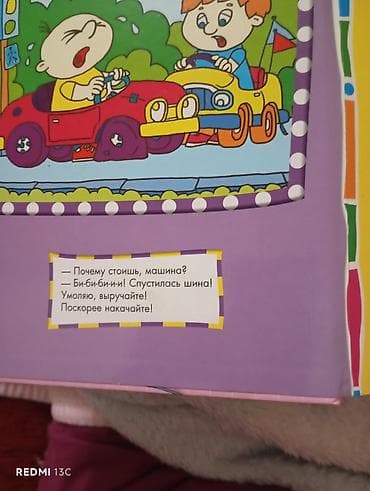 — Почему стоишь, машина?
— Би-би-би-и-и! Спустилась шина!
Умоляю, выручайте!
Поскорее накачайте!
REDMI 13C